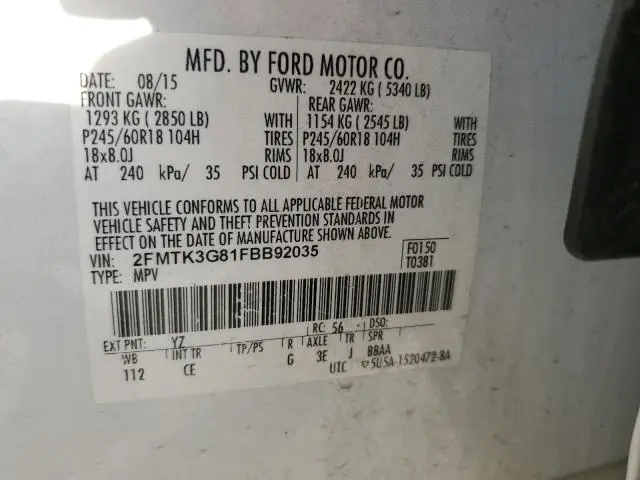 MFD. BY FORD MOTOR CO.
DATE: 08/15 GVWR: 2422 KG ( 5340 LB)
FRONT GAWR: REAR GAWR:
1293 KG ( 2850 LB) WITH 1154 KG ( 2545 LB) WITH
P245/60R18 104H TIRES P245/60R18 104H TIRES
18x8.0J RIMS 18x8.0J RIMS
AT 240 kPa/ 35 PSI COLD AT 240 kPa/ 35 PSI COLD
THIS VEHICLE CONFORMS TO ALL APPLICABLE FEDERAL MOTOR
VEHICLE SAFETY AND THEFT PREVENTION STANDARDS IN
EFFECT ON THE DATE OF MANUFACTURE SHOWN ABOVE.
VIN: 2FMTK3G81FBB92035 F0150
TYPE: MPV T0381
EXT PNT: YZ RC: 56 DSO:
WB INT TR TP/PS R AXLE TR SPR
112 CE G 3E J BBAA
UTC ▽5U5A-1520472-BA